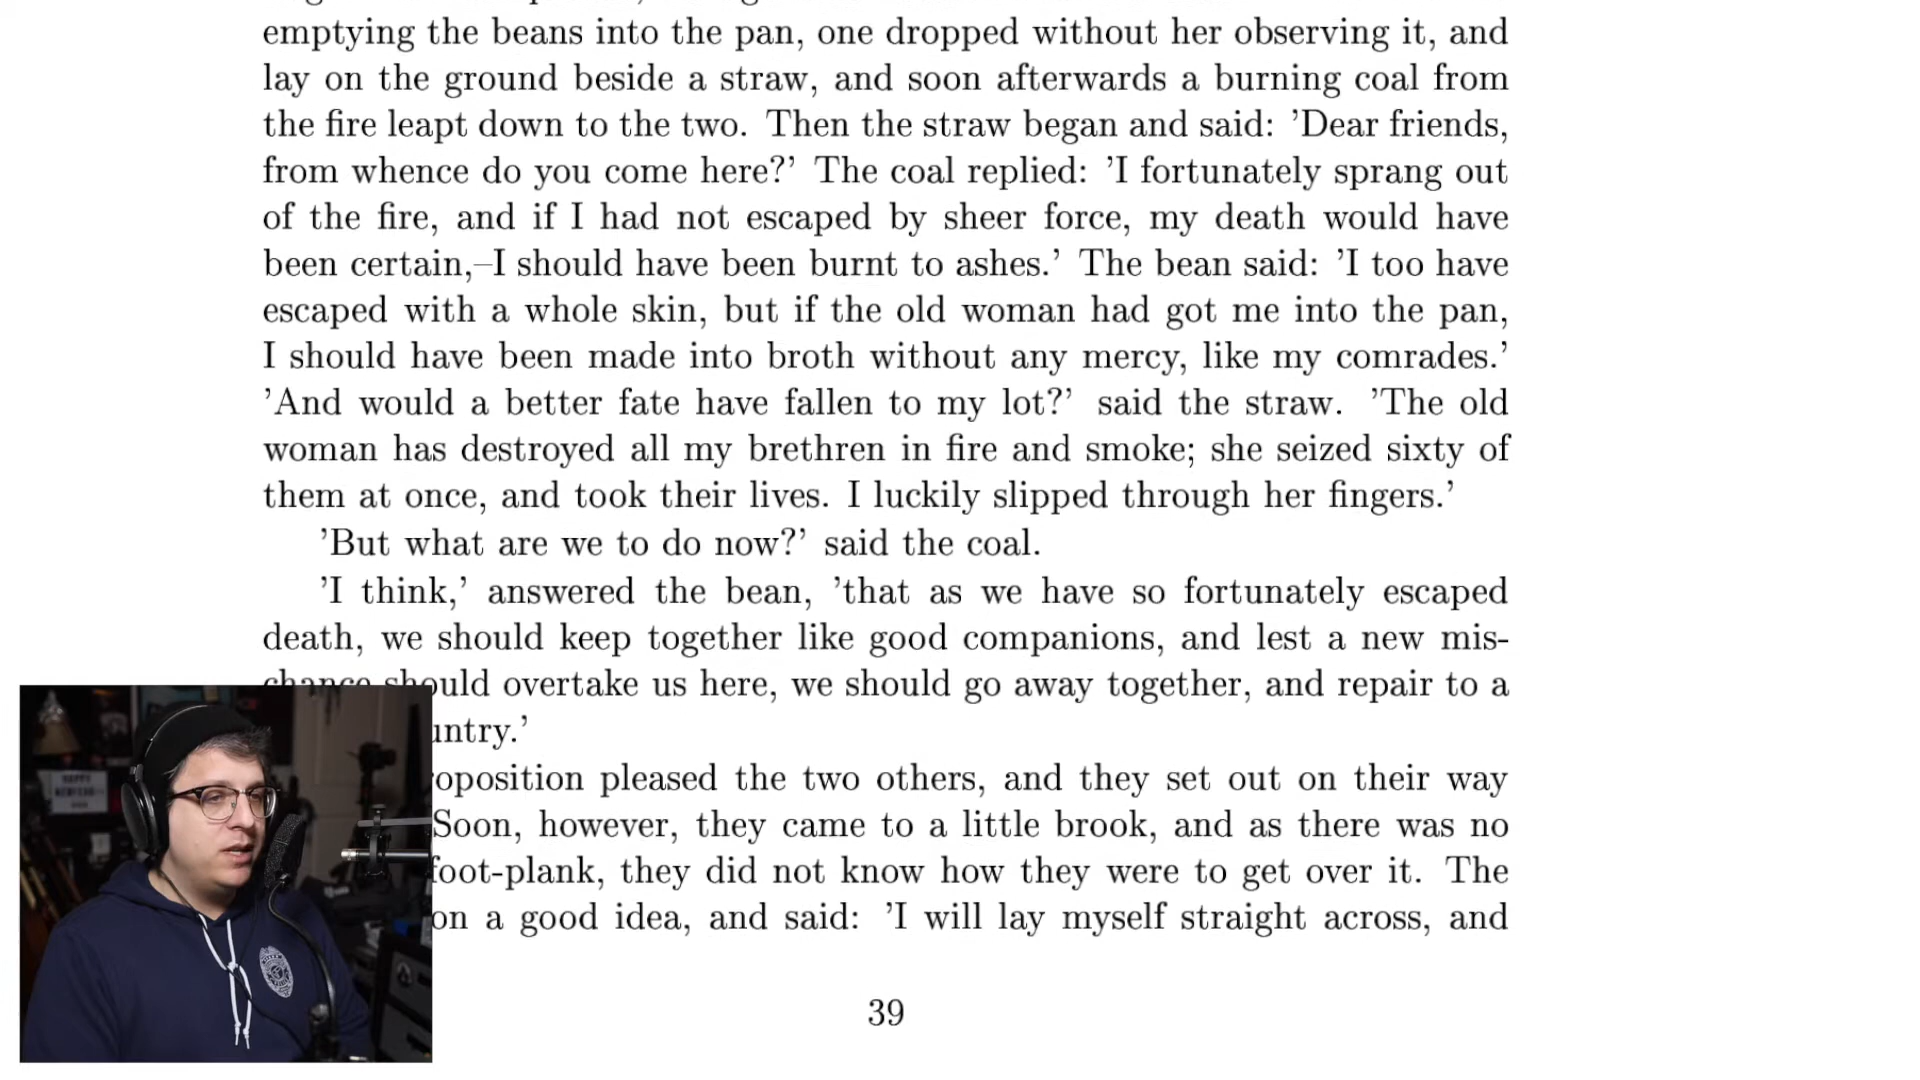 emptying the beans into the pan, one dropped without her observing it, and
lay on the ground beside a straw, and soon afterwards a burning coal from
the fire leapt down to the two. Then the straw began and said: ’Dear friends,
from whence do you come here?’ The coal replied: ’I fortunately sprang out
of the fire, and if I had not escaped by sheer force, my death would have
been certain,–I should have been burnt to ashes.’ The bean said: ’I too have
escaped with a whole skin, but if the old woman had got me into the pan,
I should have been made into broth without any mercy, like my comrades.’
’And would a better fate have fallen to my lot?’ said the straw. ’The old
woman has destroyed all my brethren in fire and smoke; she seized sixty of
them at once, and took their lives. I luckily slipped through her fingers.’
’But what are we to do now?’ said the coal.
’I think,’ answered the bean, ’that as we have so fortunately escaped
death, we should keep together like good companions, and lest a new mis-
chance should overtake us here, we should go away together, and repair to a
untry.’
oposition pleased the two others, and they set out on their way
Soon, however, they came to a little brook, and as there was no
foot-plank, they did not know how they were to get over it. The
on a good idea, and said: ’I will lay myself straight across, and
39